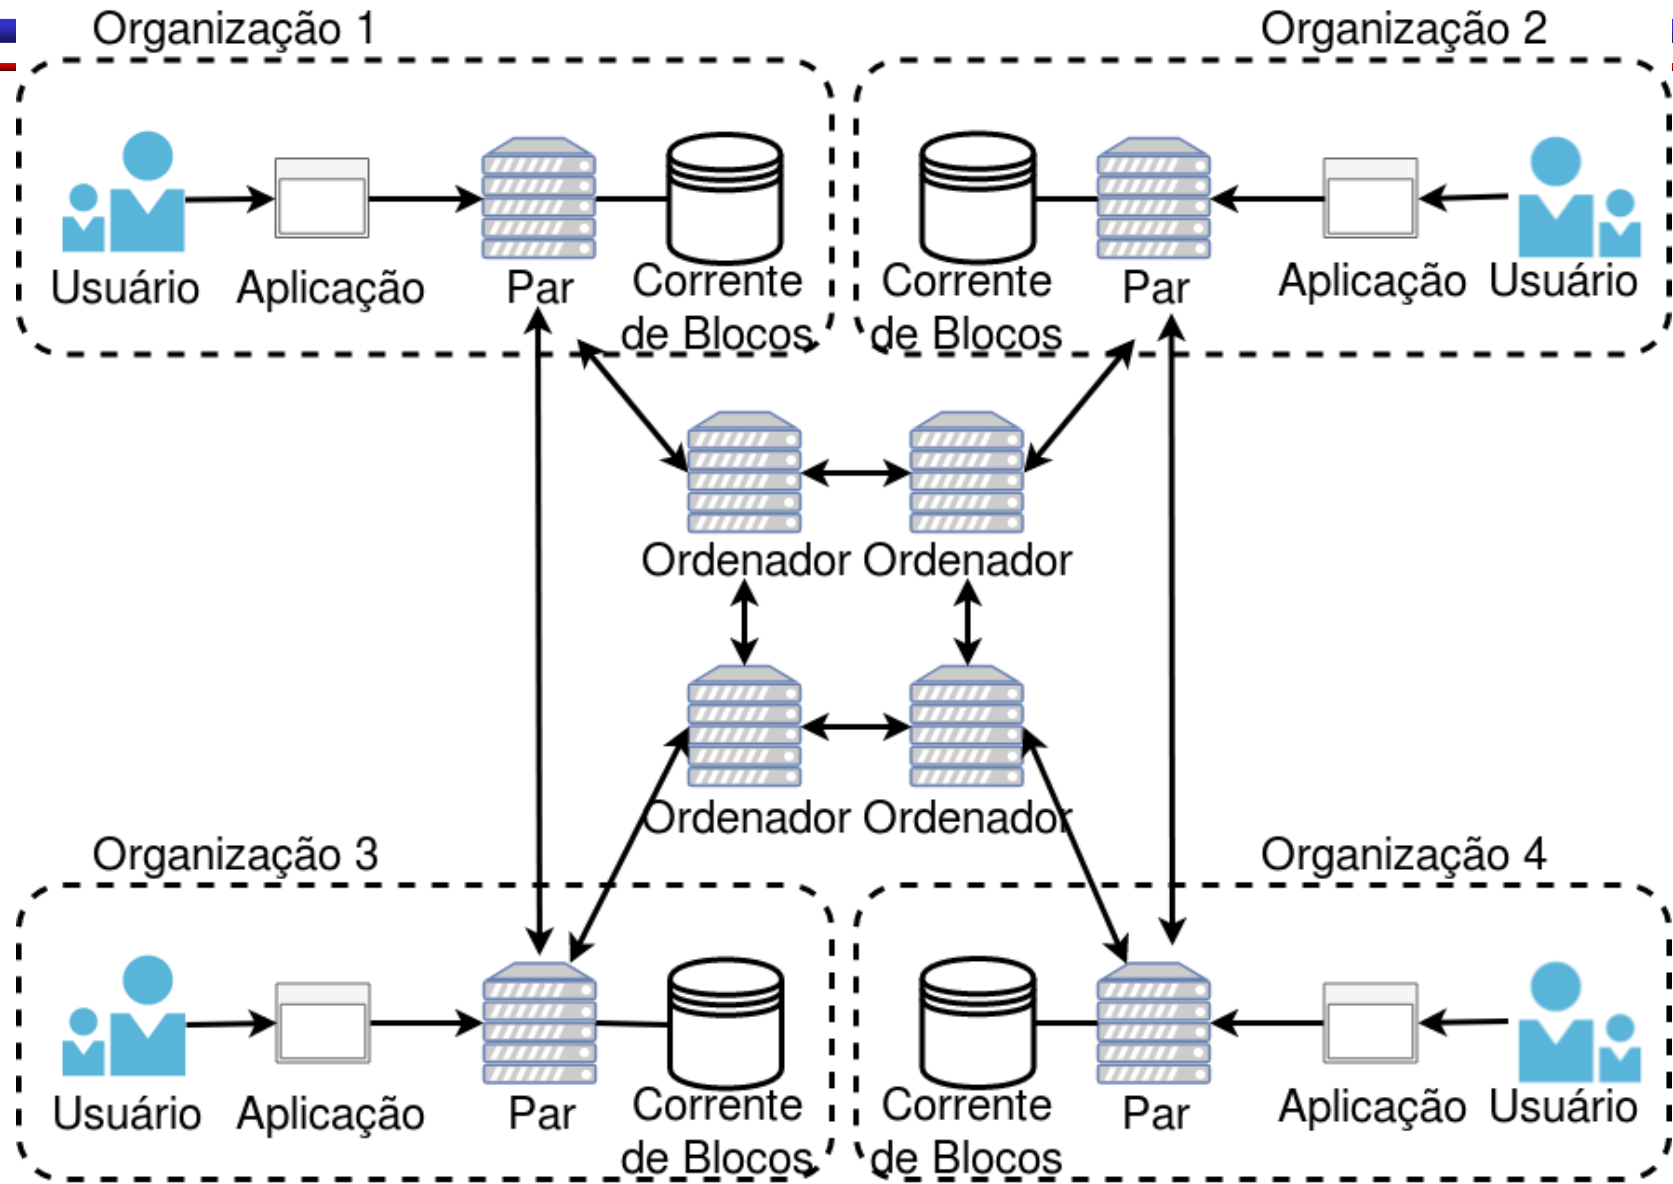 Organização 1
Organização 2
Usuário
Aplicação
Par
Corrente
de Blocos
Corrente
de Blocos
Par
Aplicação
Usuário
Ordenador
Ordenador
Ordenador
Ordenador
Organização 3
Organização 4
Usuário
Aplicação
Par
Corrente
de Blocos
Corrente
de Blocos
Par
Aplicação
Usuário